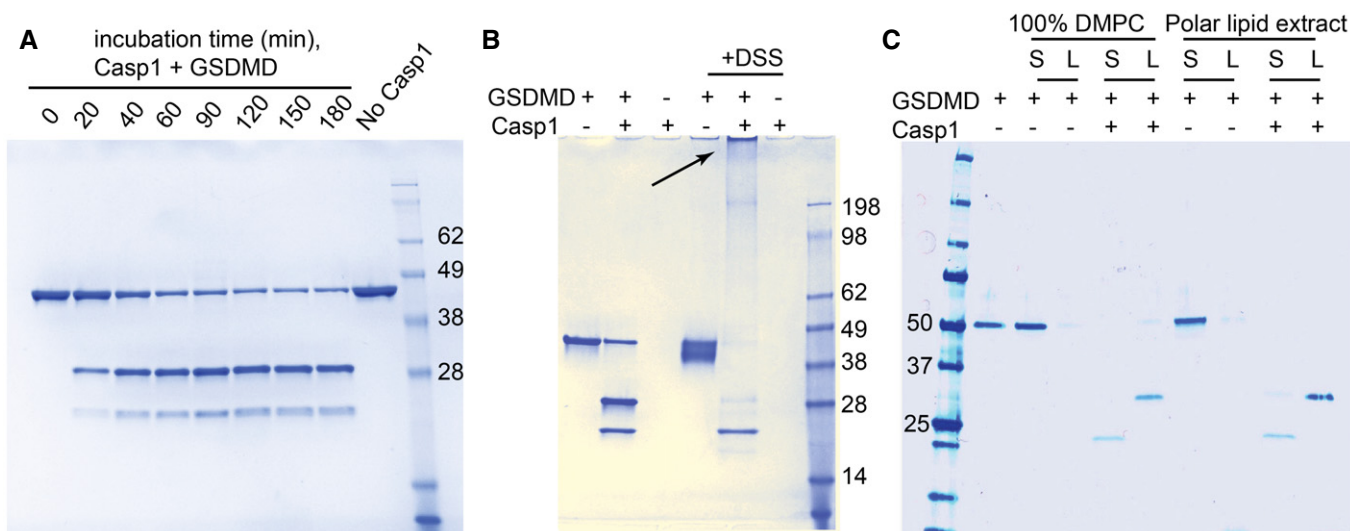 A
incubation time (min),
Casp1 + GSDMD
0 20 40 60 90 120 150 180 No Casp1
62
49
38
28
B
+DSS
GSDMD + + - + + -
Casp1 - + + - + +
198
98
62
49
38
28
14
C
100% DMPC Polar lipid extract
S L S L S L S L
GSDMD + + + + + + + + +
Casp1 - - - + + - - + +
50
37
25